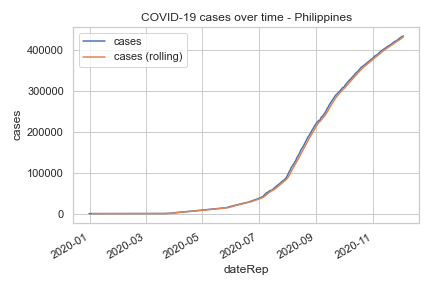 COVID-19 cases over time - Philippines
cases
cases (rolling)
400000
300000
200000
100000
0
cases
2020-01
2020-03
2020-05
2020-07
2020-09
2020-11
dateRep